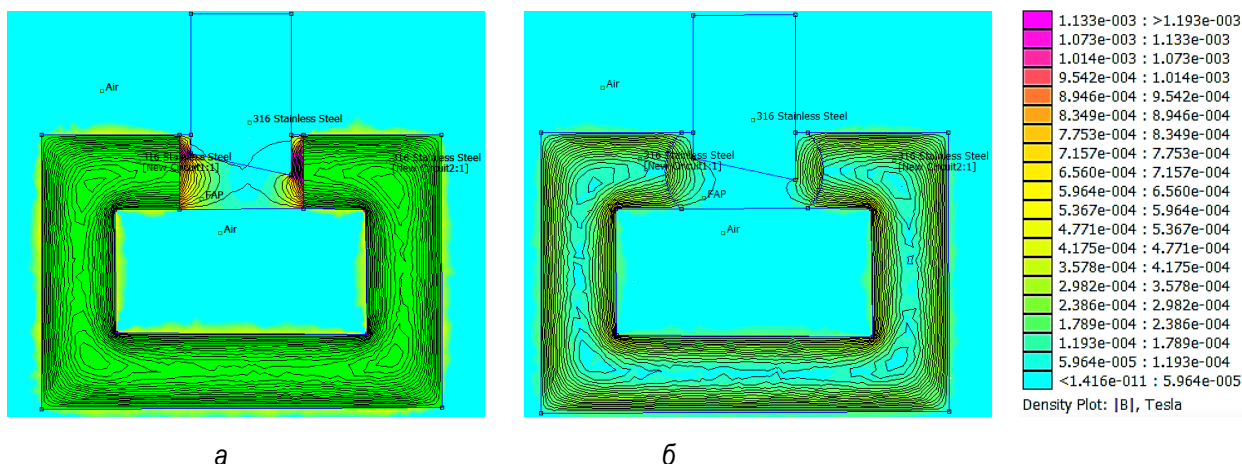 Air
316 Stainless Steel
316 Stainless Steel
[New Circuit1:1]
316 Stainless Steel
[New Circuit2:1]
FAP
Air
а
Air
316 Stainless Steel
316 Stainless Steel
[New Circuit1:1]
316 Stainless Steel
[New Circuit2:1]
FAP
Air
б
1.133e-003 : >1.193e-003
1.073e-003 : 1.133e-003
1.014e-003 : 1.073e-003
9.542e-004 : 1.014e-003
8.946e-004 : 9.542e-004
8.349e-004 : 8.946e-004
7.753e-004 : 8.349e-004
7.157e-004 : 7.753e-004
6.560e-004 : 7.157e-004
5.964e-004 : 6.560e-004
5.367e-004 : 5.964e-004
4.771e-004 : 5.367e-004
4.175e-004 : 4.771e-004
3.578e-004 : 4.175e-004
2.982e-004 : 3.578e-004
2.386e-004 : 2.982e-004
1.789e-004 : 2.386e-004
1.193e-004 : 1.789e-004
5.964e-005 : 1.193e-004
<1.416e-011 : 5.964e-005
Density Plot: |B|, Tesla